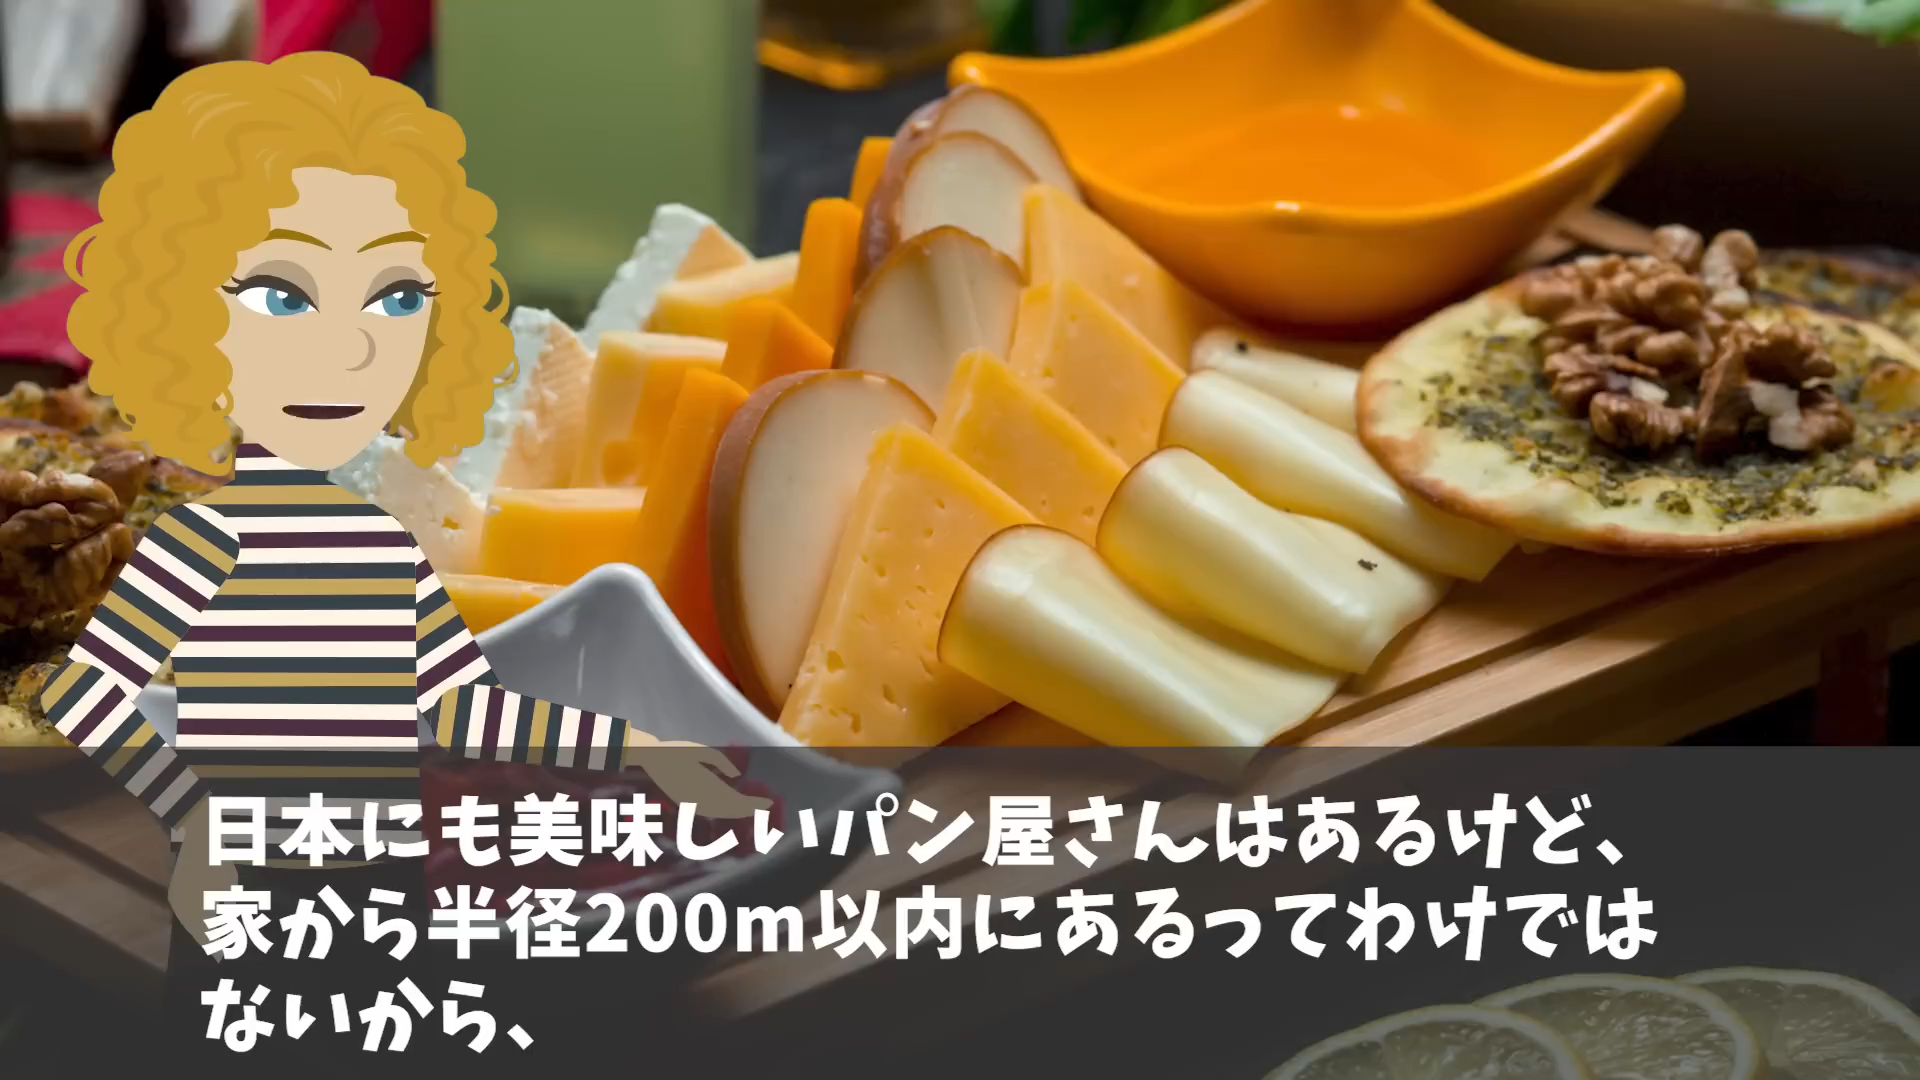 日本にも美味しいパン屋さんはあるけど、
家から半径200m以内にあるってわけでは
ないから、